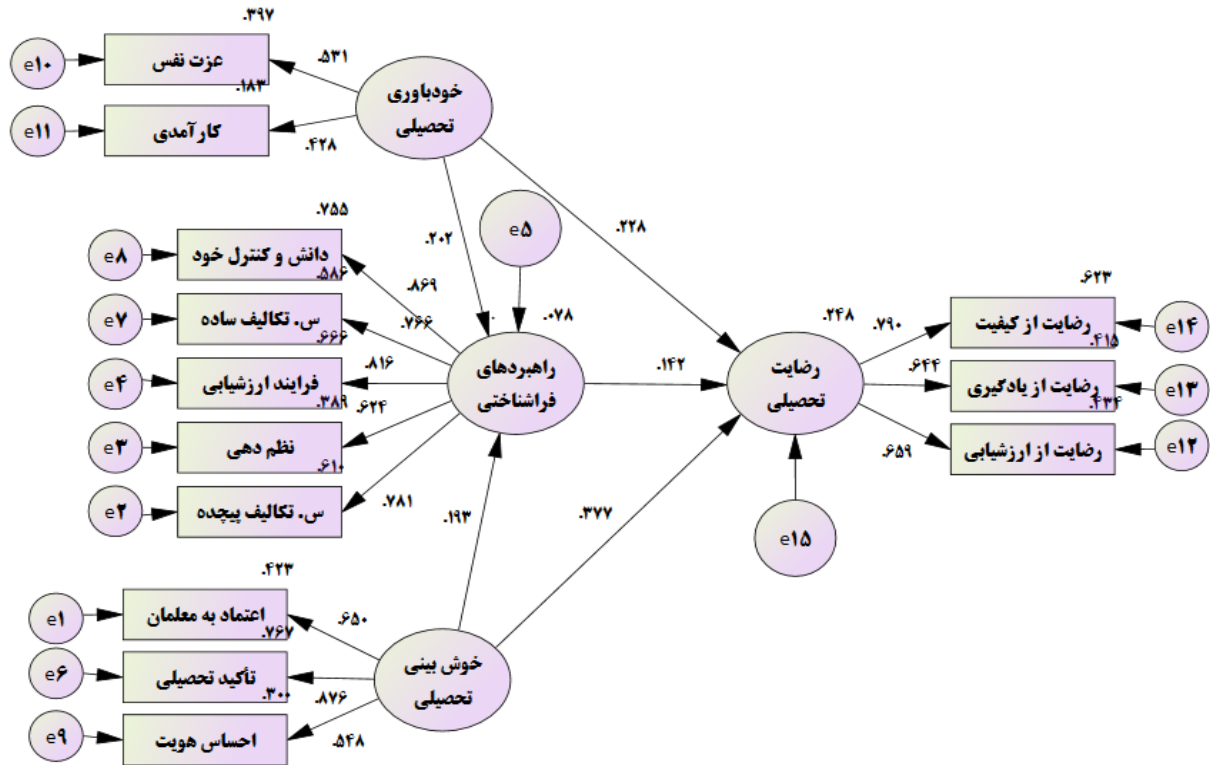 .۳۹۷
e۱۰
عزت نفس
.۵۳۱
.۱۸۳
e۱۱
کارآمدی
.۴۲۸
خودباوری
تحصیلی
.۲۰۲
.۲۲۸
e۵
.۷۵۵
e۸
دانش و کنترل خود
.۸۶۹
.۵۸۶
e۷
س. تکالیف ساده
.۷۶۶
.۶۶۶
e۴
فرایند ارزشیابی
.۸۱۶
.۳۸۹
e۳
نظم دهی
.۶۲۴
.۶۱۰
e۲
س. تکالیف پیچده
.۷۸۱
.۰۷۸
راهبردهای
فراشناختی
.۱۴۲
.۱۹۳
.۳۷۷
.۲۴۸
رضایت
تحصیلی
e۱۵
.۶۲۳
.۷۹۰
رضایت از کیفیت
e۱۴
.۴۱۵
.۶۴۴
رضایت از یادگیری
e۱۳
.۴۳۴
.۶۵۹
رضایت از ارزشیابی
e۱۲
.۴۲۳
e۱
اعتماد به معلمان
.۶۵۰
.۷۶۷
e۶
تأکید تحصیلی
.۸۷۶
.۳۰۰
e۹
احساس هویت
.۵۴۸
خوش بینی
تحصیلی